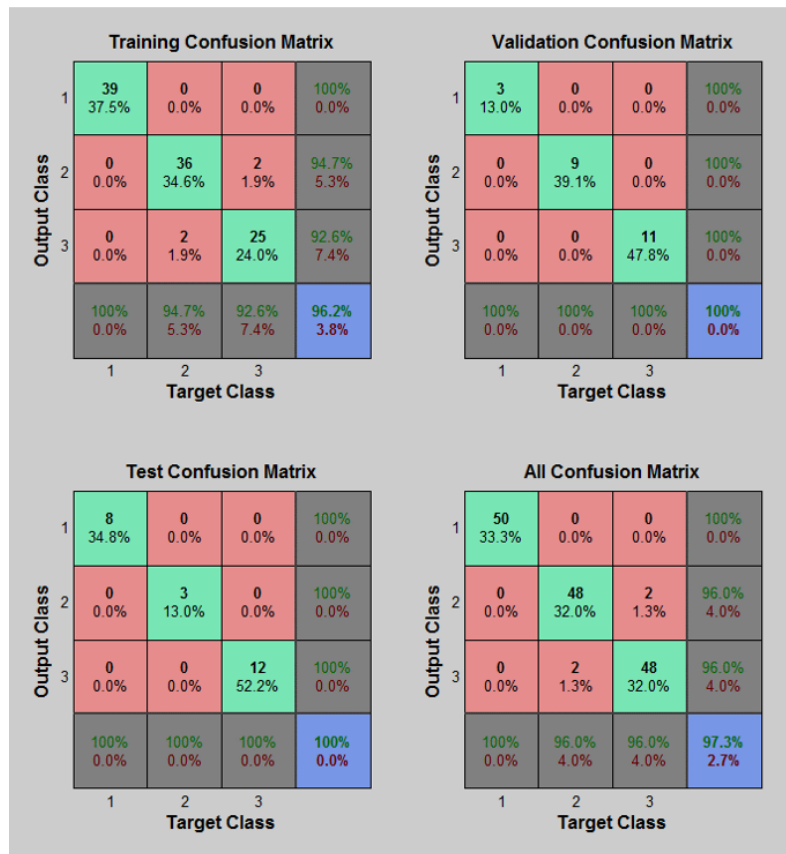 Training Confusion Matrix
Output Class
1 39 0 0 100%
37.5% 0.0% 0.0% 0.0%
2 0 36 2 94.7%
0.0% 34.6% 1.9% 5.3%
3 0 2 25 92.6%
0.0% 1.9% 24.0% 7.4%
100% 94.7% 92.6% 96.2%
0.0% 5.3% 7.4% 3.8%
1 2 3
Target Class
Validation Confusion Matrix
Output Class
1 3 0 0 100%
13.0% 0.0% 0.0% 0.0%
2 0 9 0 100%
0.0% 39.1% 0.0% 0.0%
3 0 0 11 100%
0.0% 0.0% 47.8% 0.0%
100% 100% 100% 100%
0.0% 0.0% 0.0% 0.0%
1 2 3
Target Class
Test Confusion Matrix
Output Class
1 8 0 0 100%
34.8% 0.0% 0.0% 0.0%
2 0 3 0 100%
0.0% 13.0% 0.0% 0.0%
3 0 0 12 100%
0.0% 0.0% 52.2% 0.0%
100% 100% 100% 100%
0.0% 0.0% 0.0% 0.0%
1 2 3
Target Class
All Confusion Matrix
Output Class
1 50 0 0 100%
33.3% 0.0% 0.0% 0.0%
2 0 48 2 96.0%
0.0% 32.0% 1.3% 4.0%
3 0 2 48 96.0%
0.0% 1.3% 32.0% 4.0%
100% 96.0% 96.0% 97.3%
0.0% 4.0% 4.0% 2.7%
1 2 3
Target Class